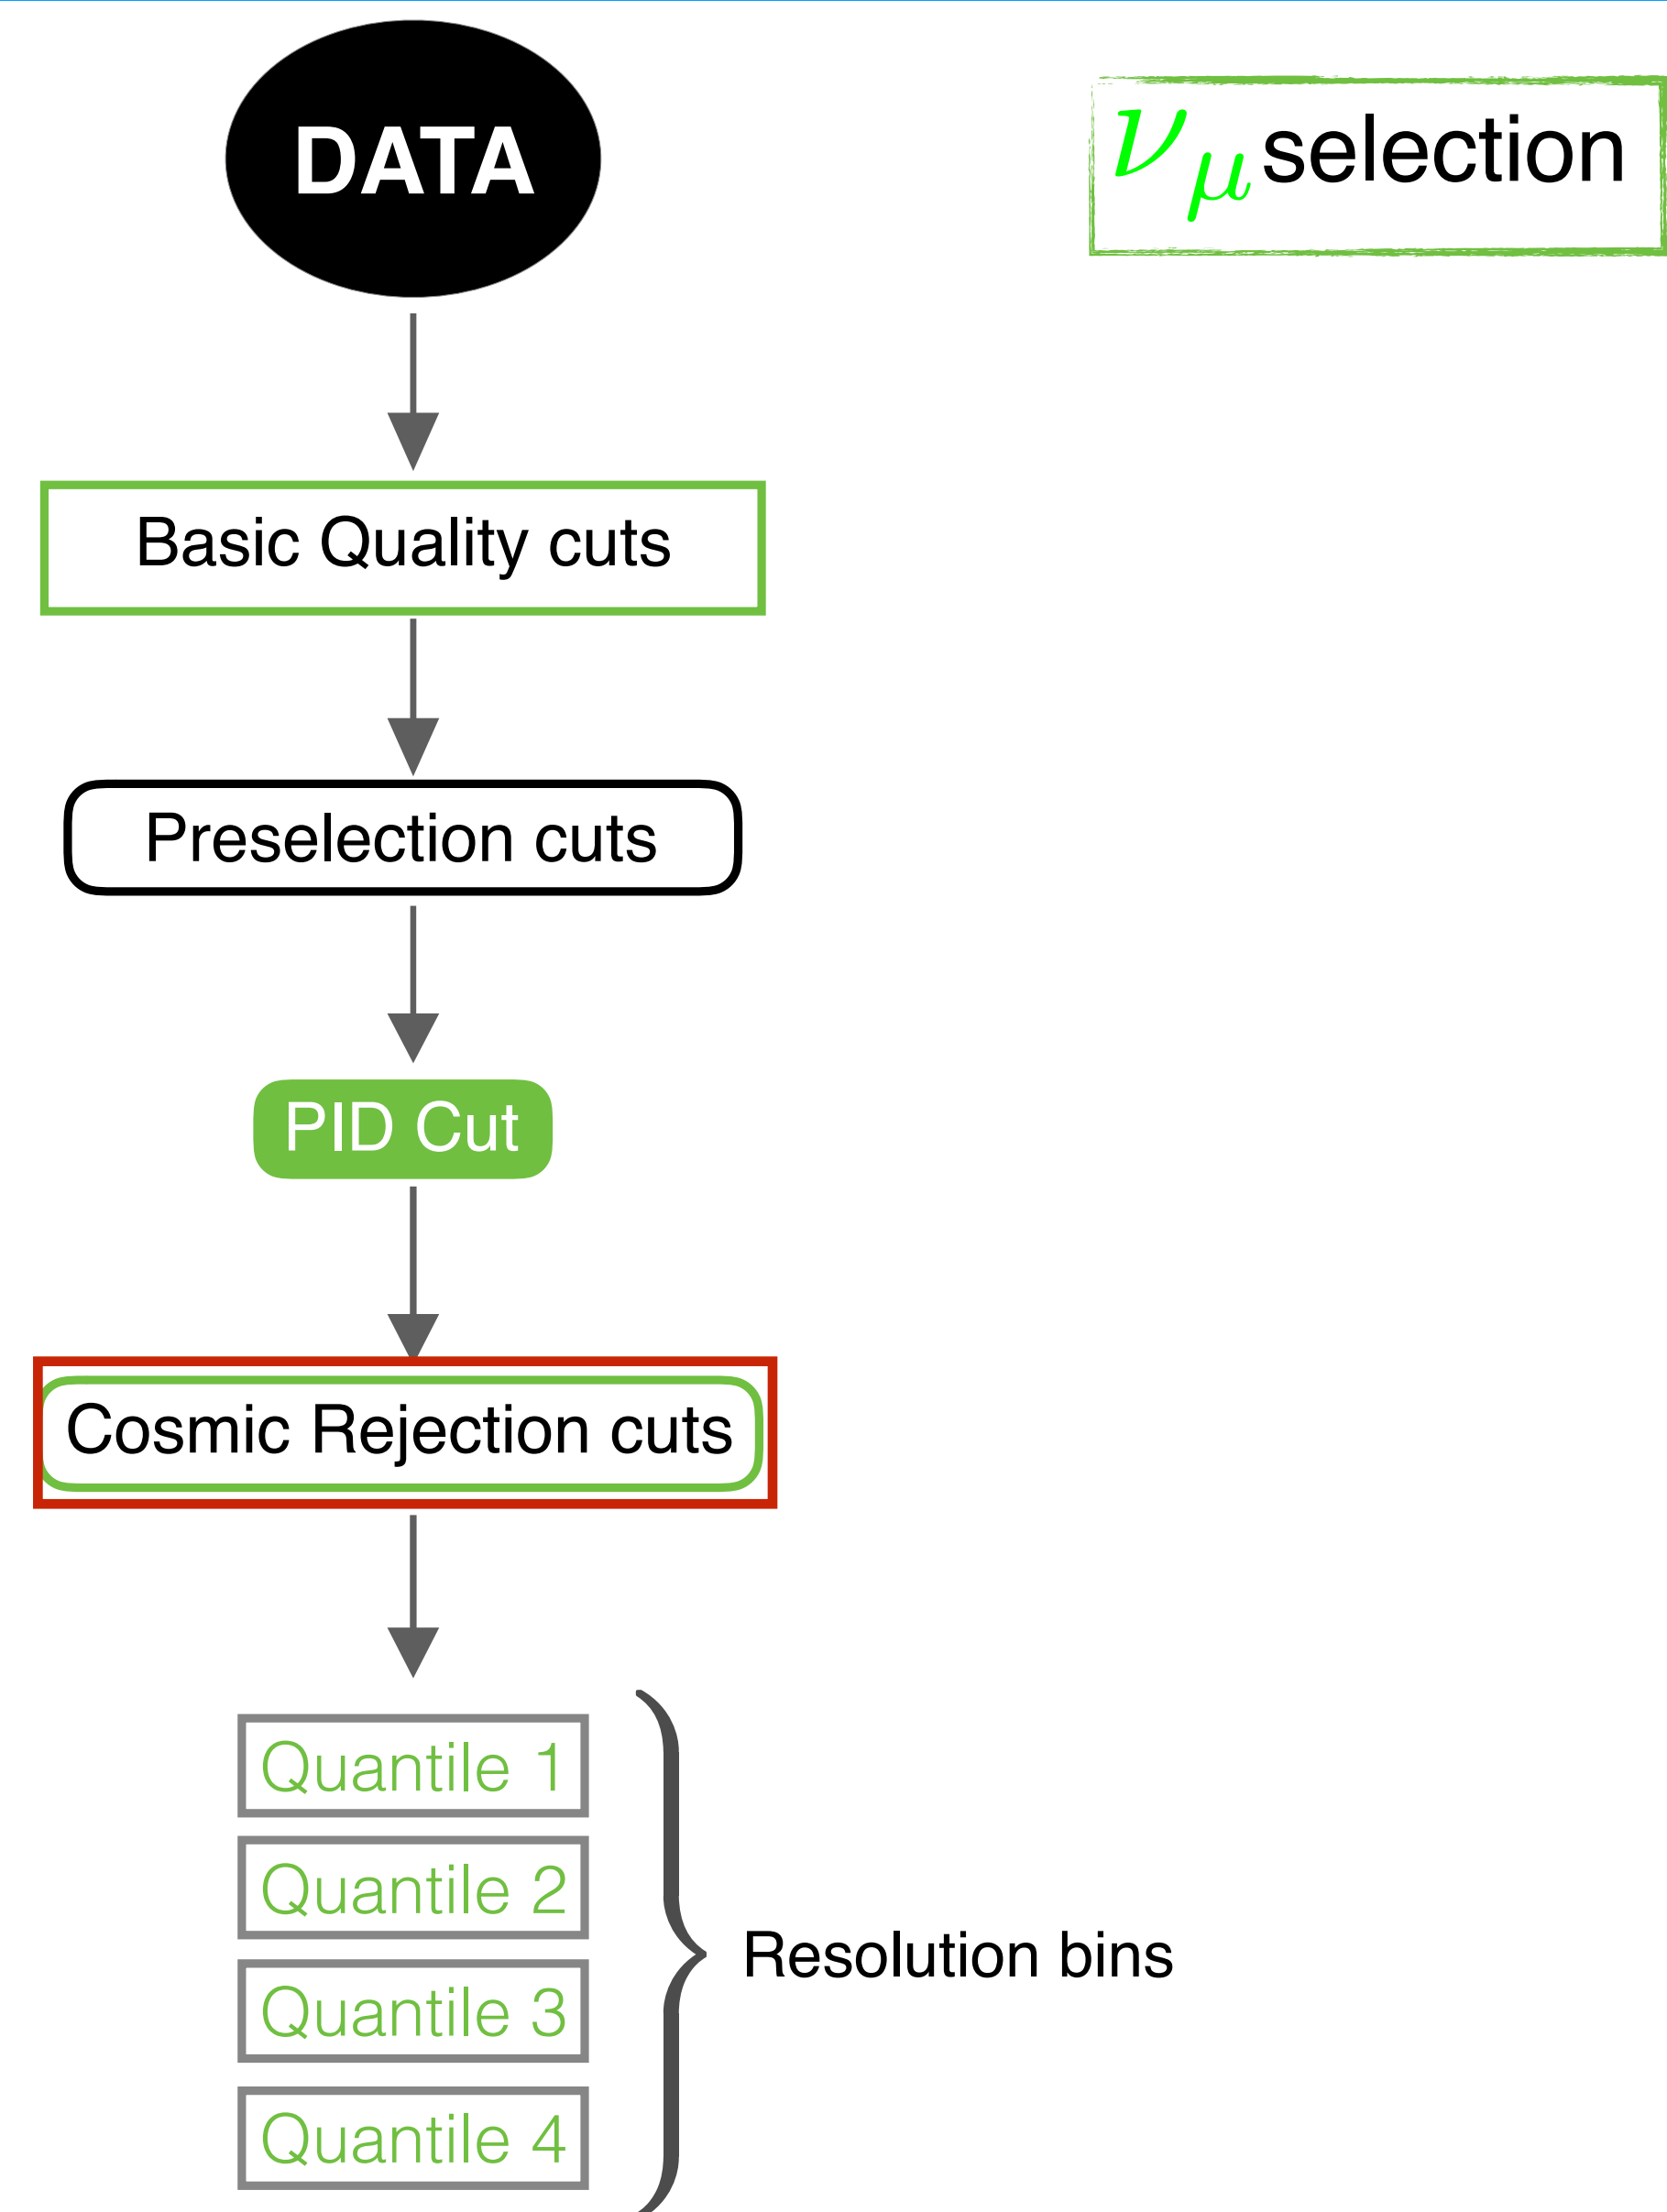 DATA
ν_μ selection
Basic Quality cuts
Preselection cuts
PID Cut
Cosmic Rejection cuts
Quantile 1
Quantile 2
Quantile 3
Quantile 4
Resolution bins